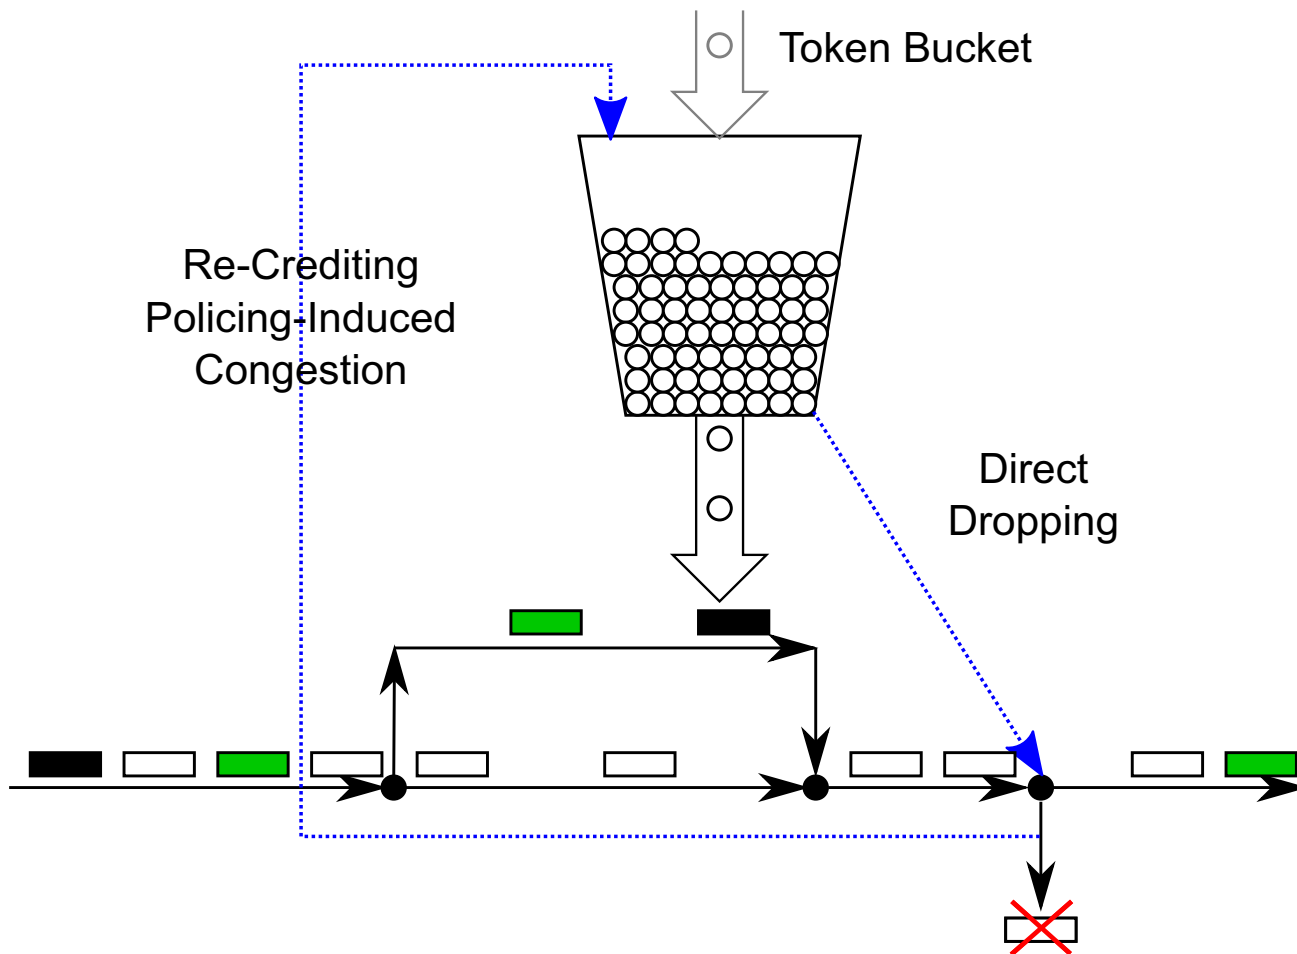 Token Bucket
Re-Crediting
Policing-Induced
Congestion
Direct
Dropping